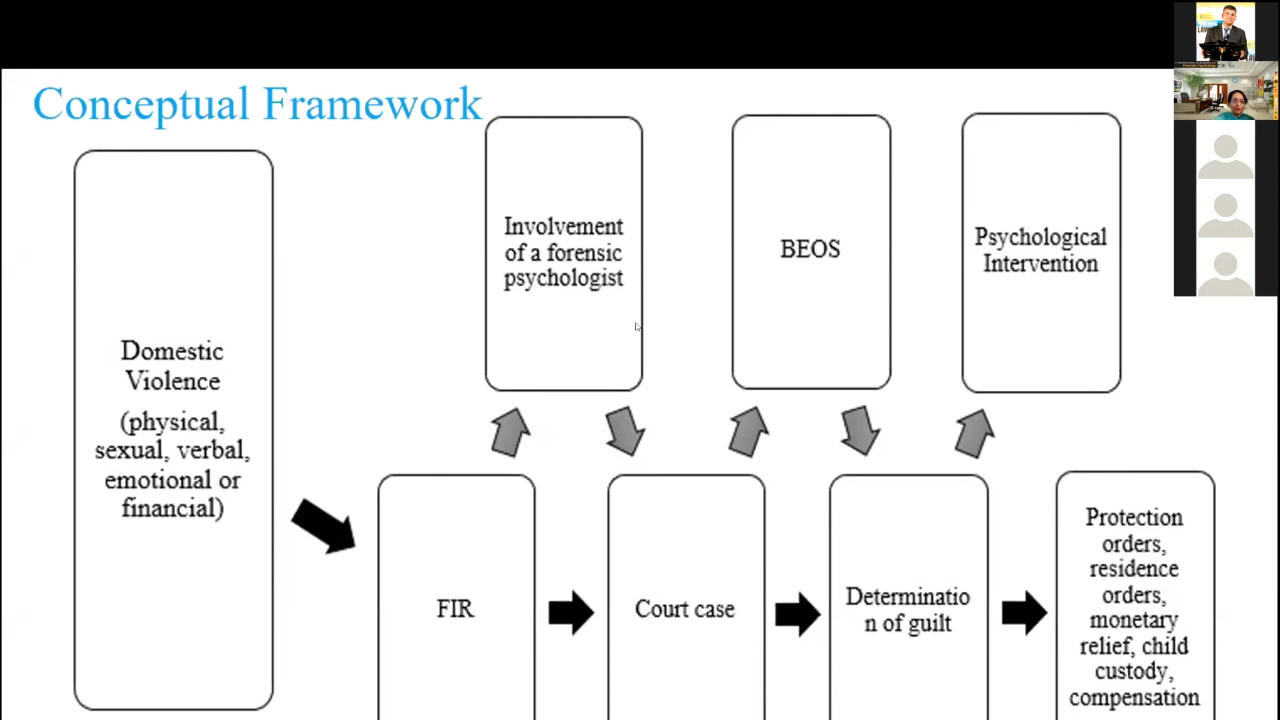 Conceptual Framework
Domestic
Violence
(physical,
sexual, verbal,
emotional or
financial)
Involvement
of a forensic
psychologist
BEOS
Psychological
Intervention
FIR
Court case
Determinatio
n of guilt
Protection
orders,
residence
orders,
monetary
relief, child
custody,
compensation